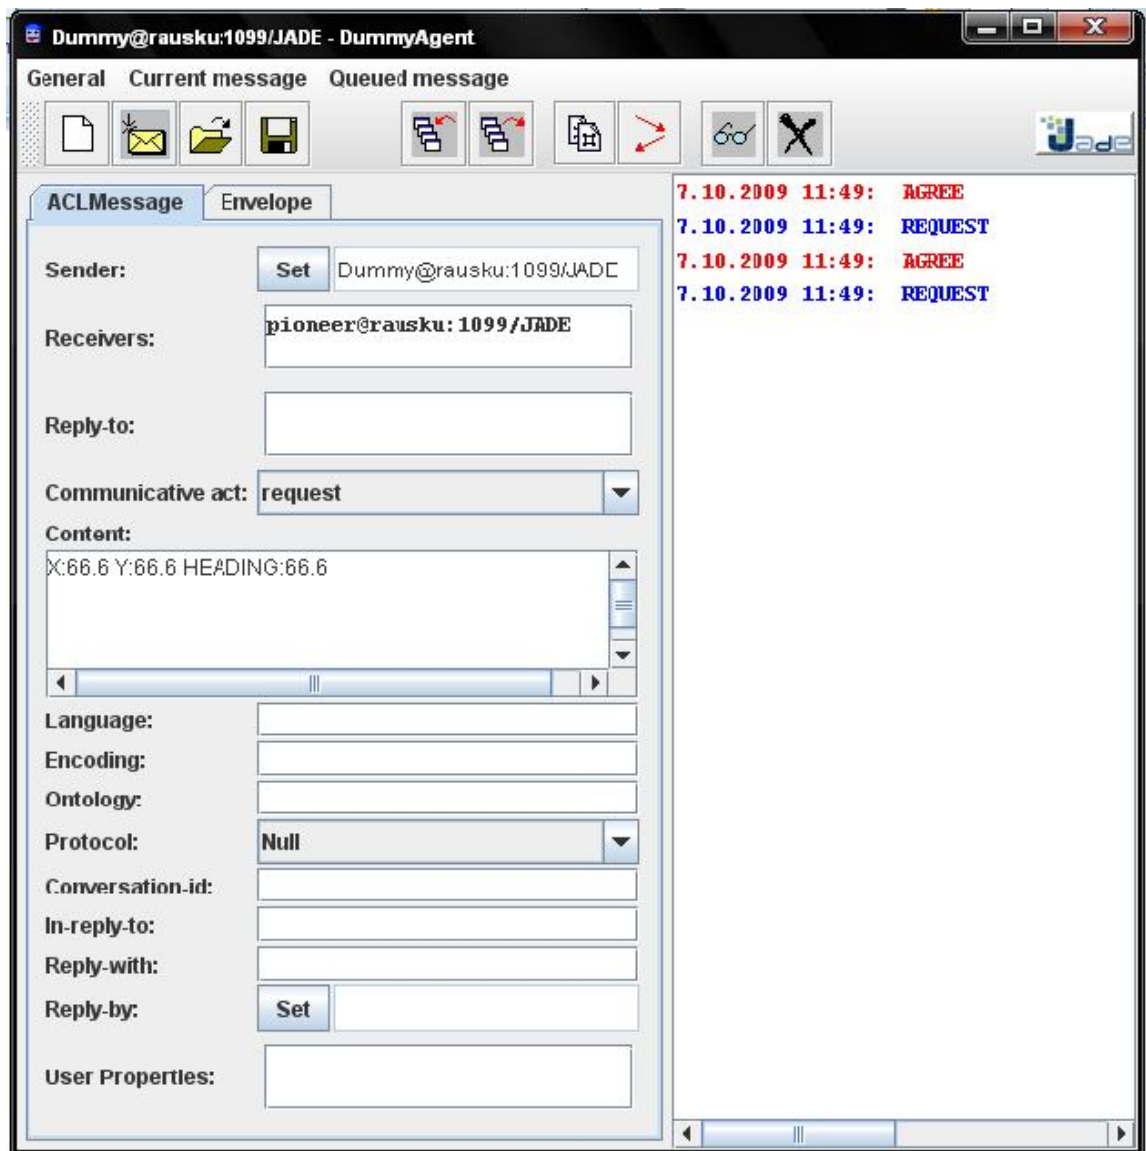 Dummy@rausku:1099/JADE - DummyAgent
General Current message Queued message
Jade
ACLMessage Envelope
Sender: Set Dummy@rausku:1099/JADE
Receivers: pioneer@rausku:1099/JADE
Reply-to:
Communicative act: request
Content:
X:66.6 Y:66.6 HEADING:66.6
Language:
Encoding:
Ontology:
Protocol: Null
Conversation-id:
In-reply-to:
Reply-with:
Reply-by: Set
User Properties:
7.10.2009 11:49: AGREE
7.10.2009 11:49: REQUEST
7.10.2009 11:49: AGREE
7.10.2009 11:49: REQUEST